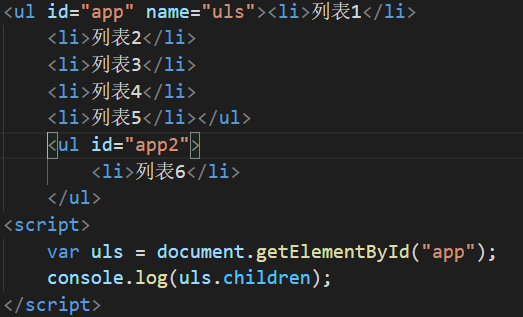 <ul id="app" name="uls"><li>列表1</li>
<li>列表2</li>
<li>列表3</li>
<li>列表4</li>
<li>列表5</li></ul>
<ul id="app2">
<li>列表6</li>
</ul>
<script>
var uls = document.getElementById("app");
console.log(uls.children);
</script>